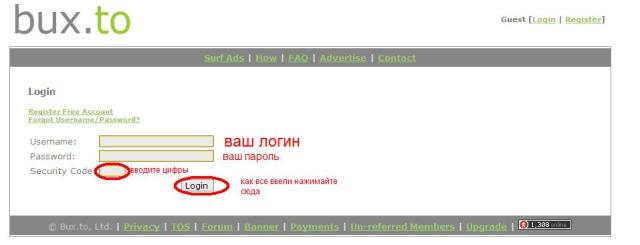 bux.to
Guest [Login | Register]
Surf Ads | How | FAQ | Advertise | Contact
Login
Register Free Account
Forgot Username/Password?
Username: ваш логин
Password: ваш пароль
Security Code: вводите цифры
Login как все ввели нажимайте
сюда
© Bux.to, Ltd. | Privacy | TOS | Forum | Banner | Payments | Un-referred Members | Upgrade | 1,308 online